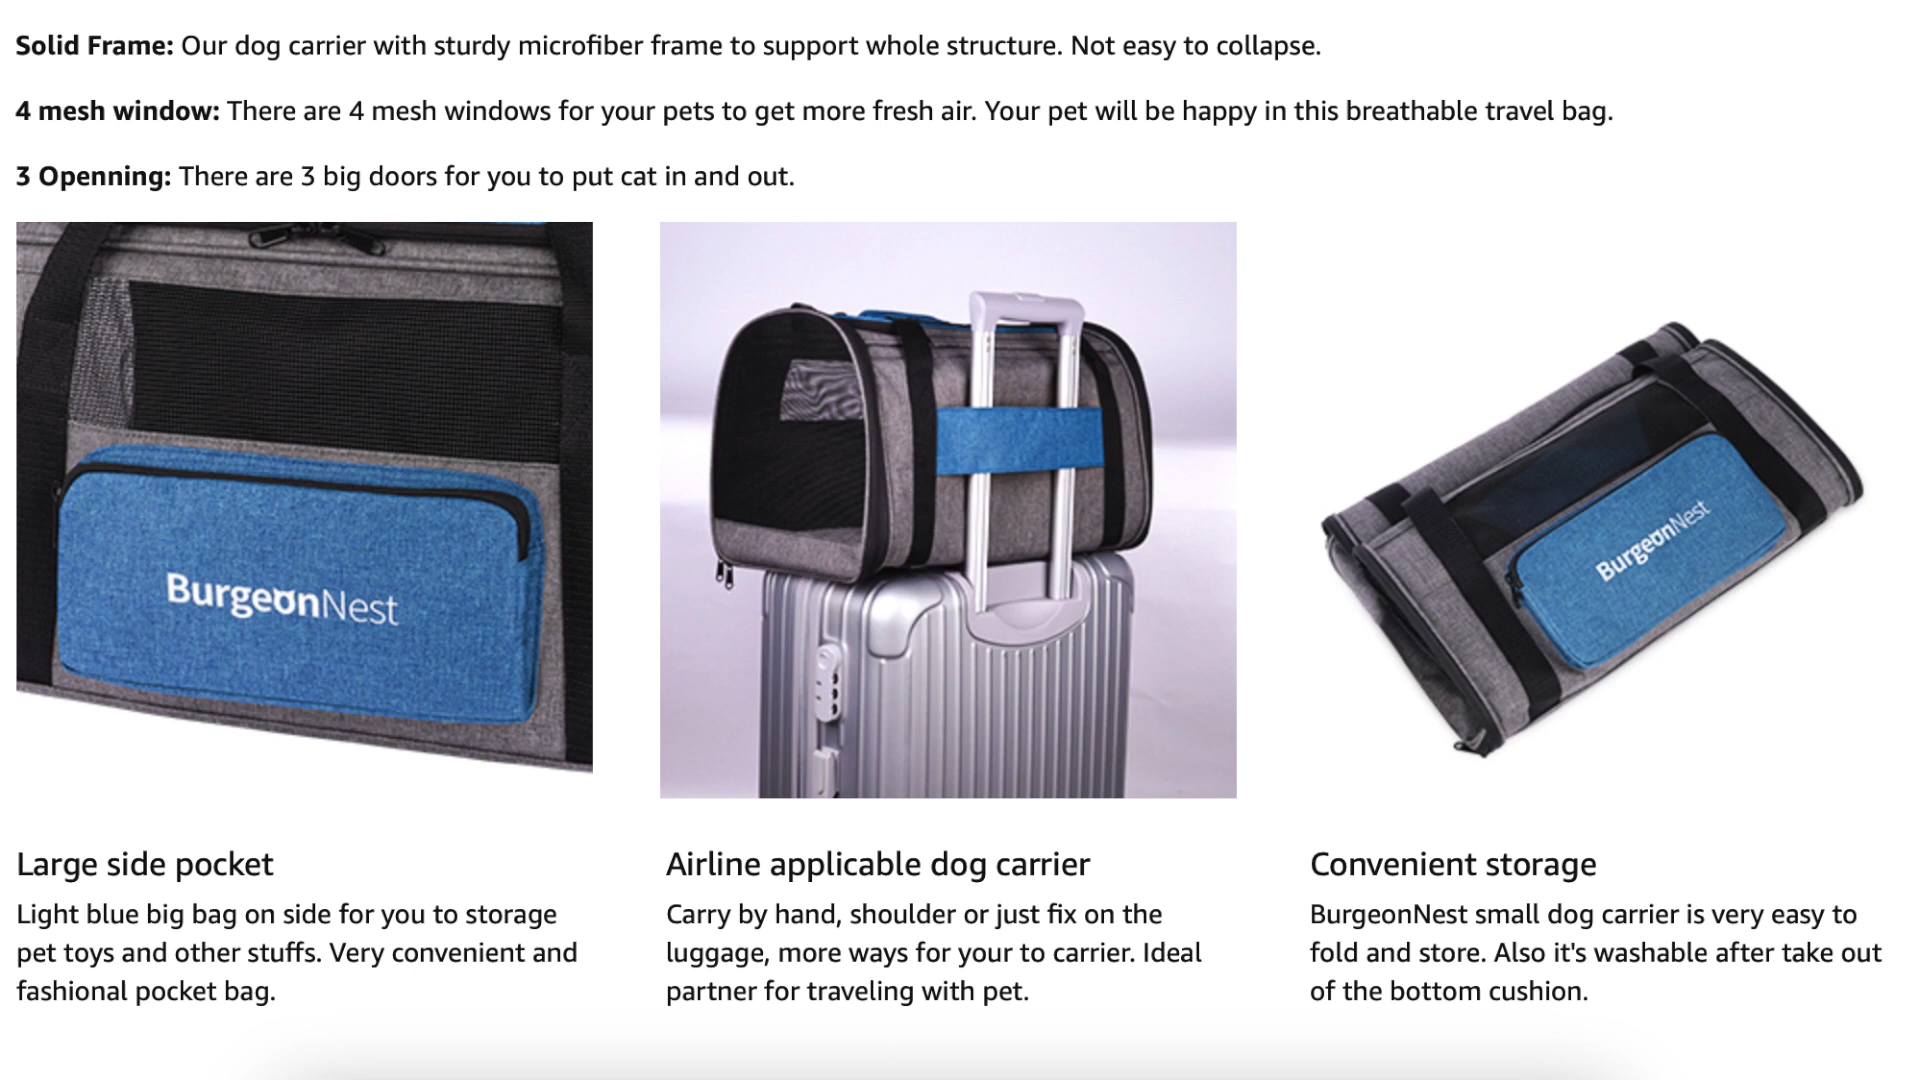 Solid Frame: Our dog carrier with sturdy microfiber frame to support whole structure. Not easy to collapse.
4 mesh window: There are 4 mesh windows for your pets to get more fresh air. Your pet will be happy in this breathable travel bag.
3 Openning: There are 3 big doors for you to put cat in and out.
BurgeonNest
BurgeonNest
Large side pocket
Light blue big bag on side for you to storage
pet toys and other stuffs. Very convenient and
fashional pocket bag.
Airline applicable dog carrier
Carry by hand, shoulder or just fix on the
luggage, more ways for your to carrier. Ideal
partner for traveling with pet.
Convenient storage
BurgeonNest small dog carrier is very easy to
fold and store. Also it's washable after take out
of the bottom cushion.